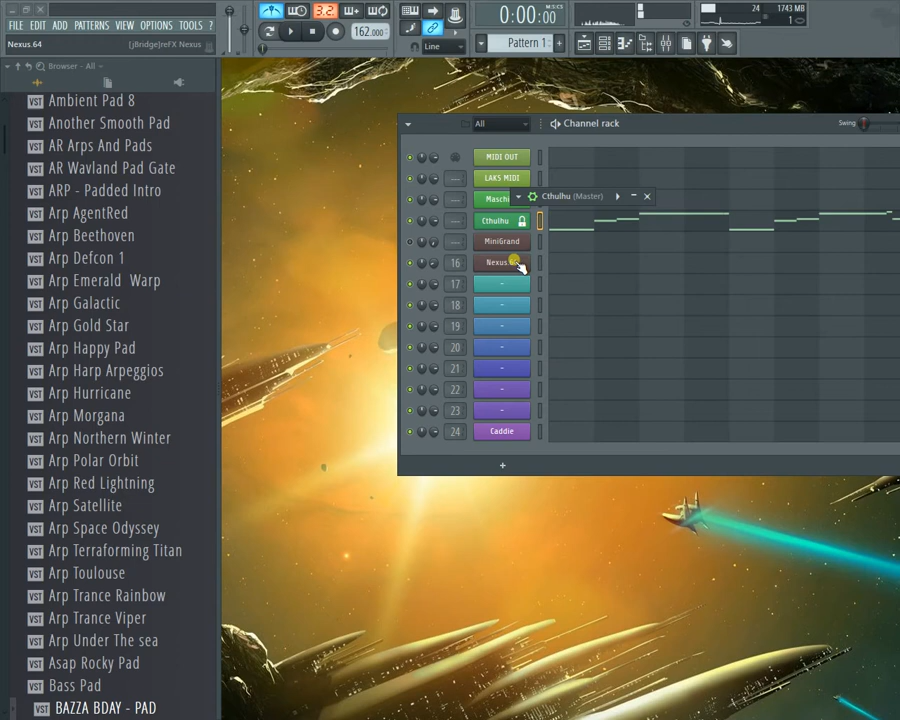 FILE EDIT ADD PATTERNS VIEW OPTIONS TOOLS ?
Nexus.64 [jBridge]reFX Nexus
3.2
162.000
0:00:00
M:S:CS
24
1743 MB
1
Line
Pattern 1
Browser - All
Ambient Pad 8
Another Smooth Pad
AR Arps And Pads
AR Wavland Pad Gate
ARP - Padded Intro
Arp AgentRed
Arp Beethoven
Arp Defcon 1
Arp Emerald Warp
Arp Galactic
Arp Gold Star
Arp Happy Pad
Arp Harp Arpeggios
Arp Hurricane
Arp Morgana
Arp Northern Winter
Arp Polar Orbit
Arp Red Lightning
Arp Satellite
Arp Space Odyssey
Arp Terraforming Titan
Arp Toulouse
Arp Trance Rainbow
Arp Trance Viper
Arp Under The sea
Asap Rocky Pad
Bass Pad
BAZZA BDAY - PAD
All
Channel rack
Swing
MIDI OUT
LAKS MIDI
Masch
Cthulhu (Master)
Cthulhu
MiniGrand
16 Nexus
17 -
18 -
19 -
20 -
21 -
22 -
23 -
24 Caddie
+